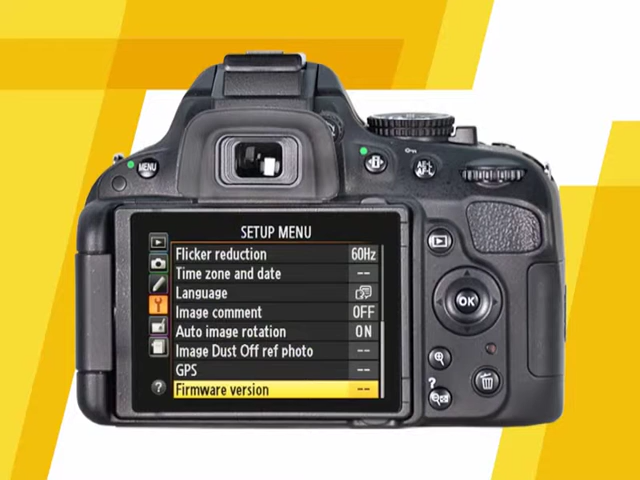 MENU
AE-L
AF-L
SETUP MENU
Flicker reduction 60Hz
Time zone and date --
Language
Image comment OFF
Auto image rotation ON
Image Dust Off ref photo --
GPS --
Firmware version --
OK
?
?